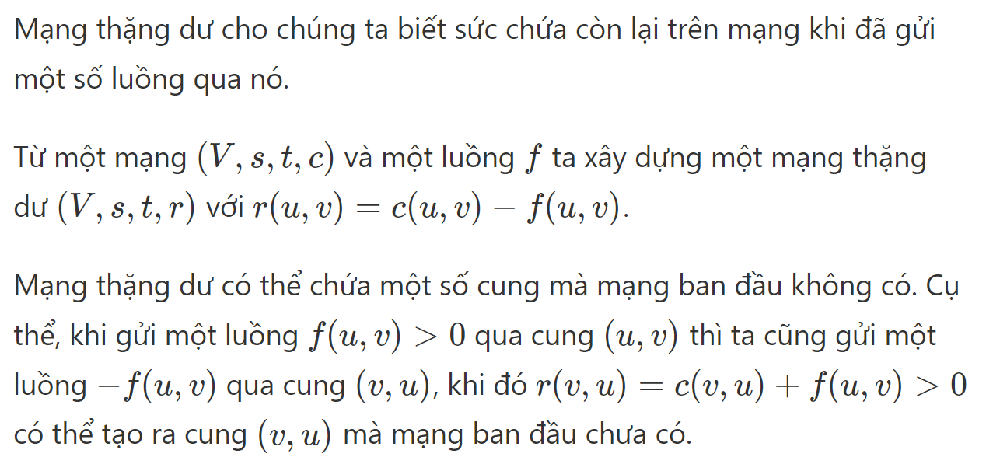 Mạng thặng dư cho chúng ta biết sức chứa còn lại trên mạng khi đã gửi
một số luồng qua nó.
Từ một mạng (V, s, t, c) và một luồng f ta xây dựng một mạng thặng
dư (V, s, t, r) với r(u, v) = c(u, v) − f(u, v).
Mạng thặng dư có thể chứa một số cung mà mạng ban đầu không có. Cụ
thể, khi gửi một luồng f(u, v) > 0 qua cung (u, v) thì ta cũng gửi một
luồng −f(u, v) qua cung (v, u), khi đó r(v, u) = c(v, u) + f(u, v) > 0
có thể tạo ra cung (v, u) mà mạng ban đầu chưa có.